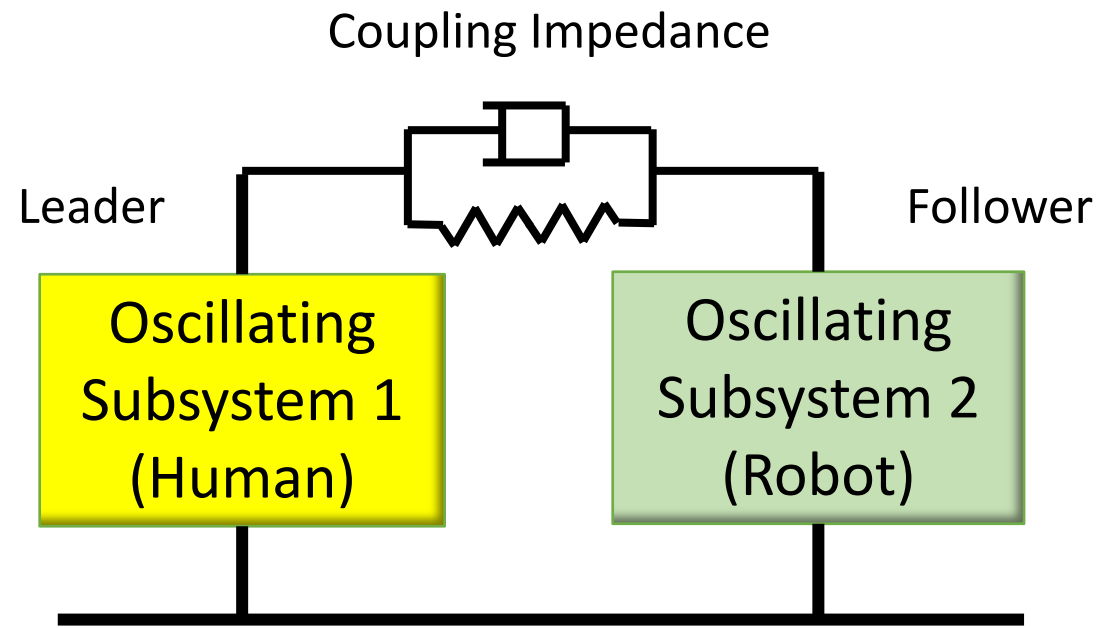 Coupling Impedance
Leader
Follower
Oscillating
Subsystem 1
(Human)
Oscillating
Subsystem 2
(Robot)